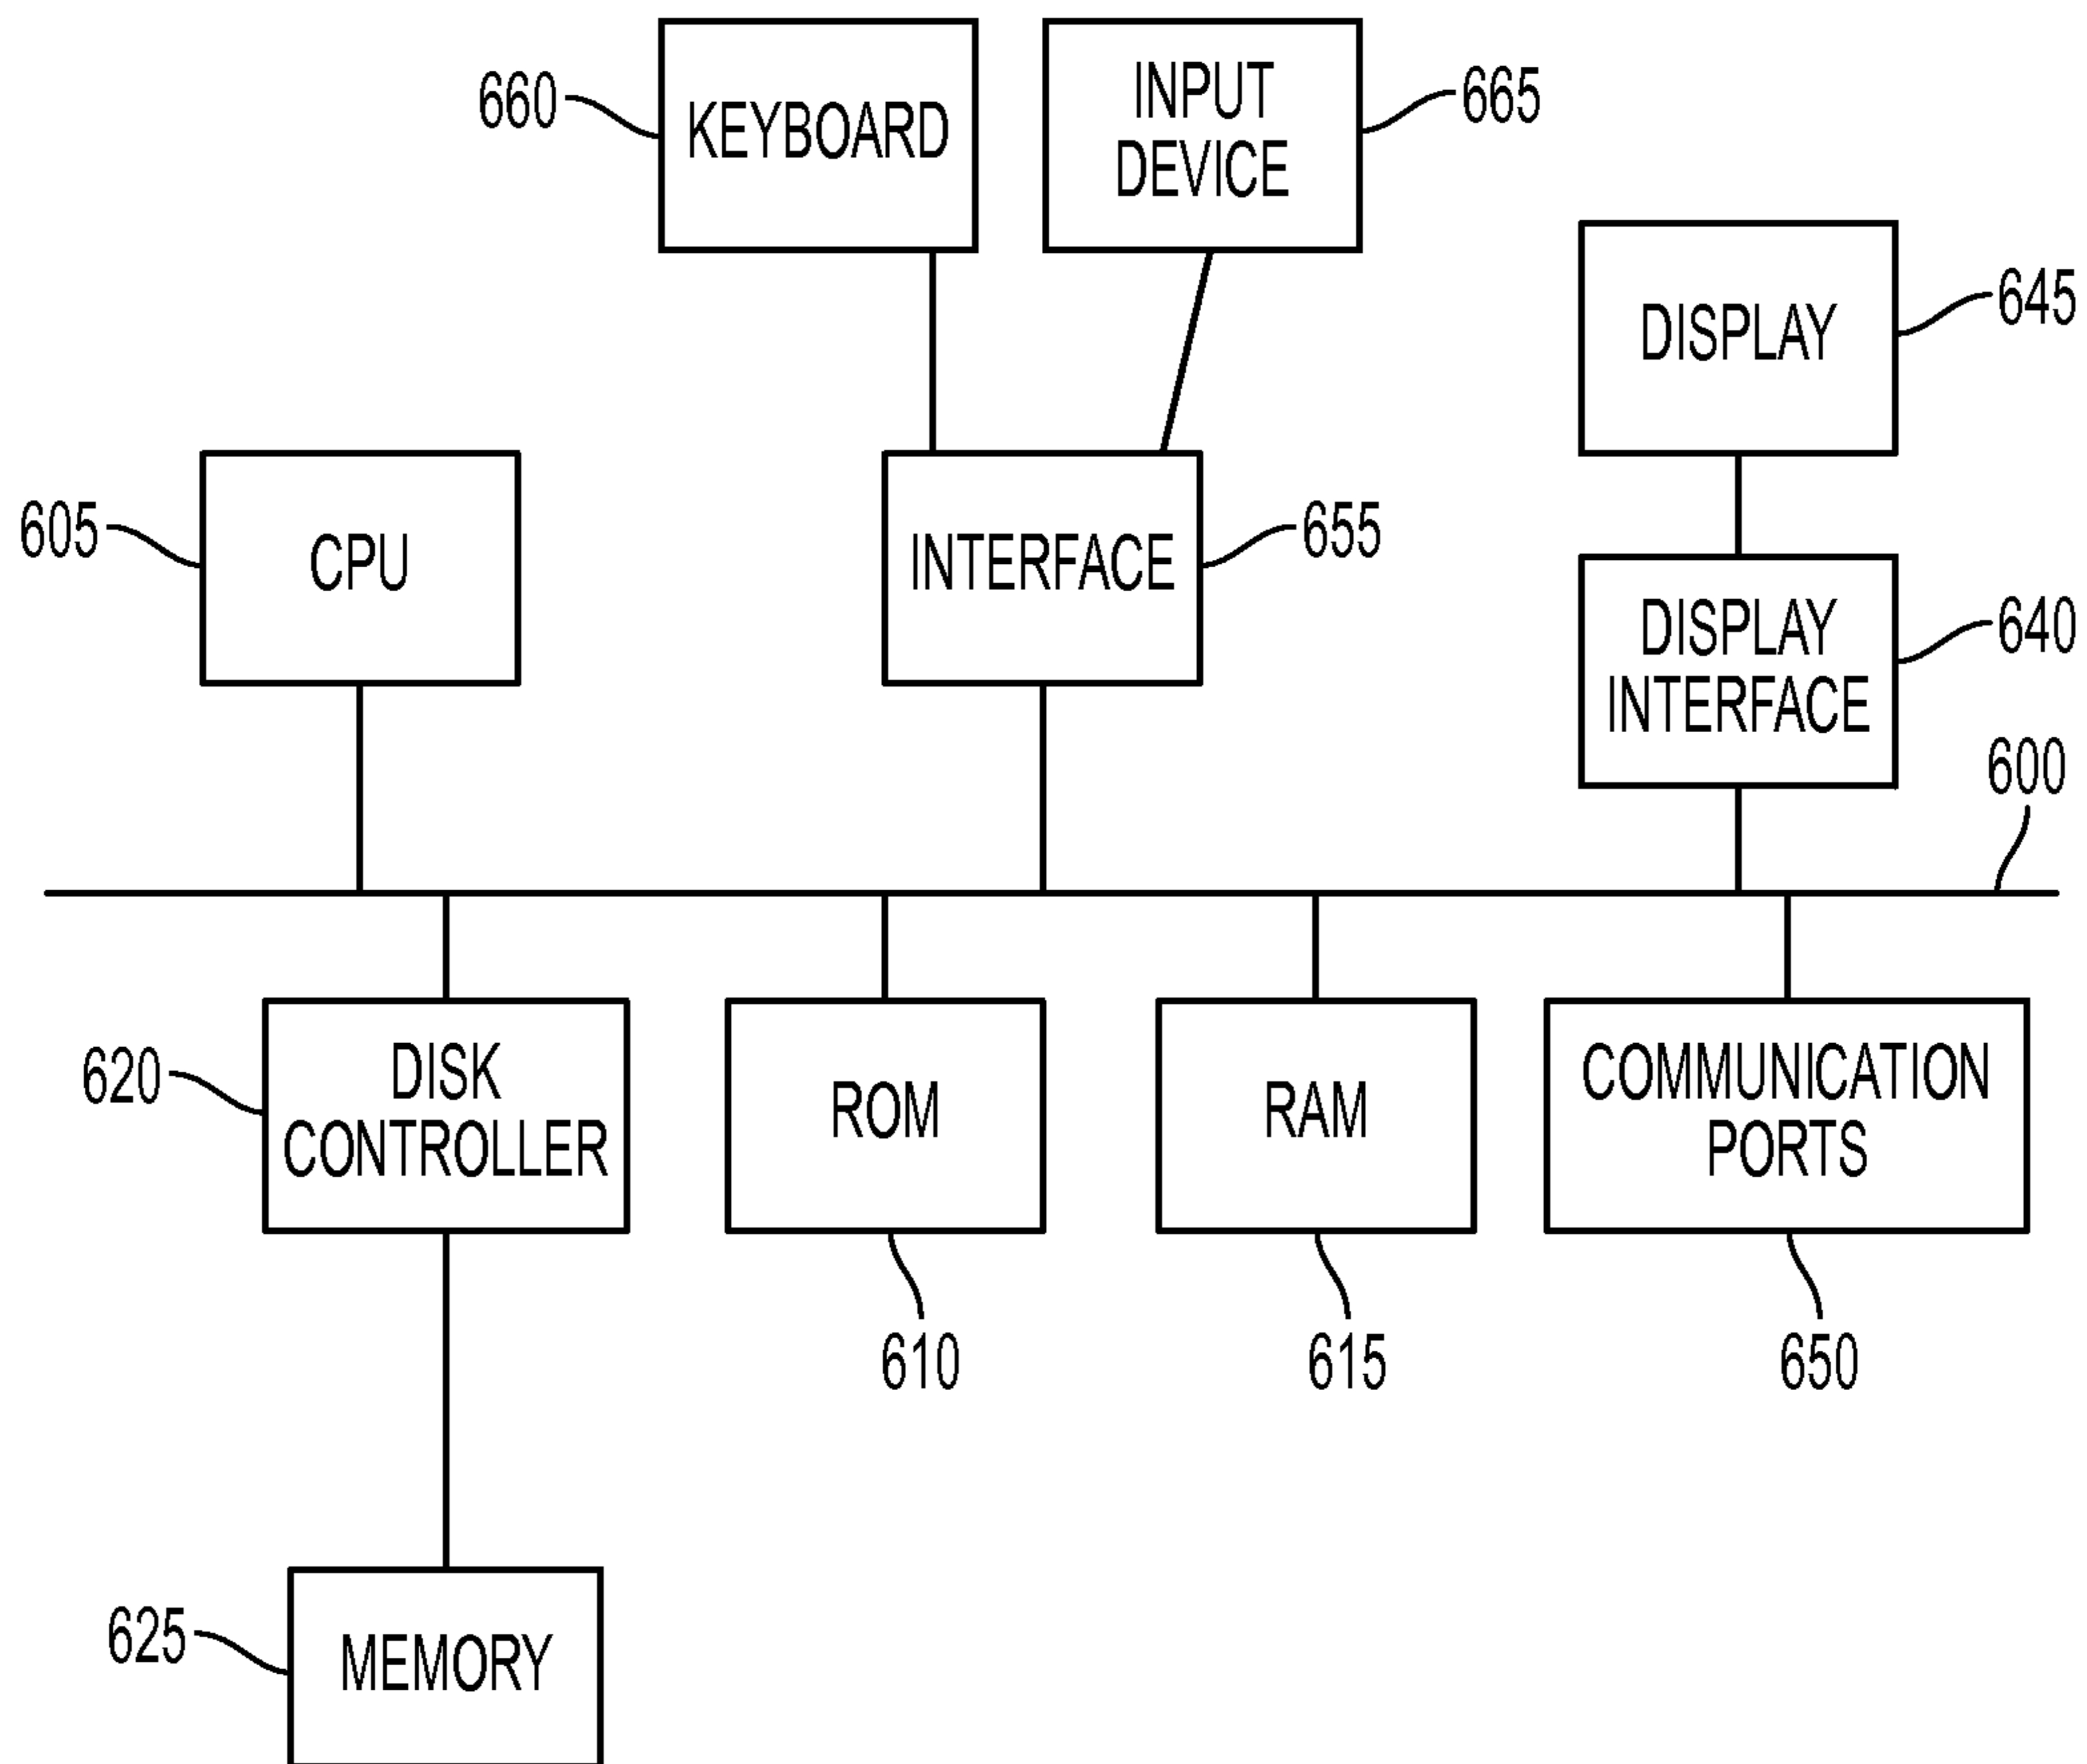 660
KEYBOARD
INPUT
DEVICE
665
DISPLAY
645
605
CPU
INTERFACE
655
DISPLAY
INTERFACE
640
600
620
DISK
CONTROLLER
ROM
RAM
COMMUNICATION
PORTS
610
615
650
625
MEMORY